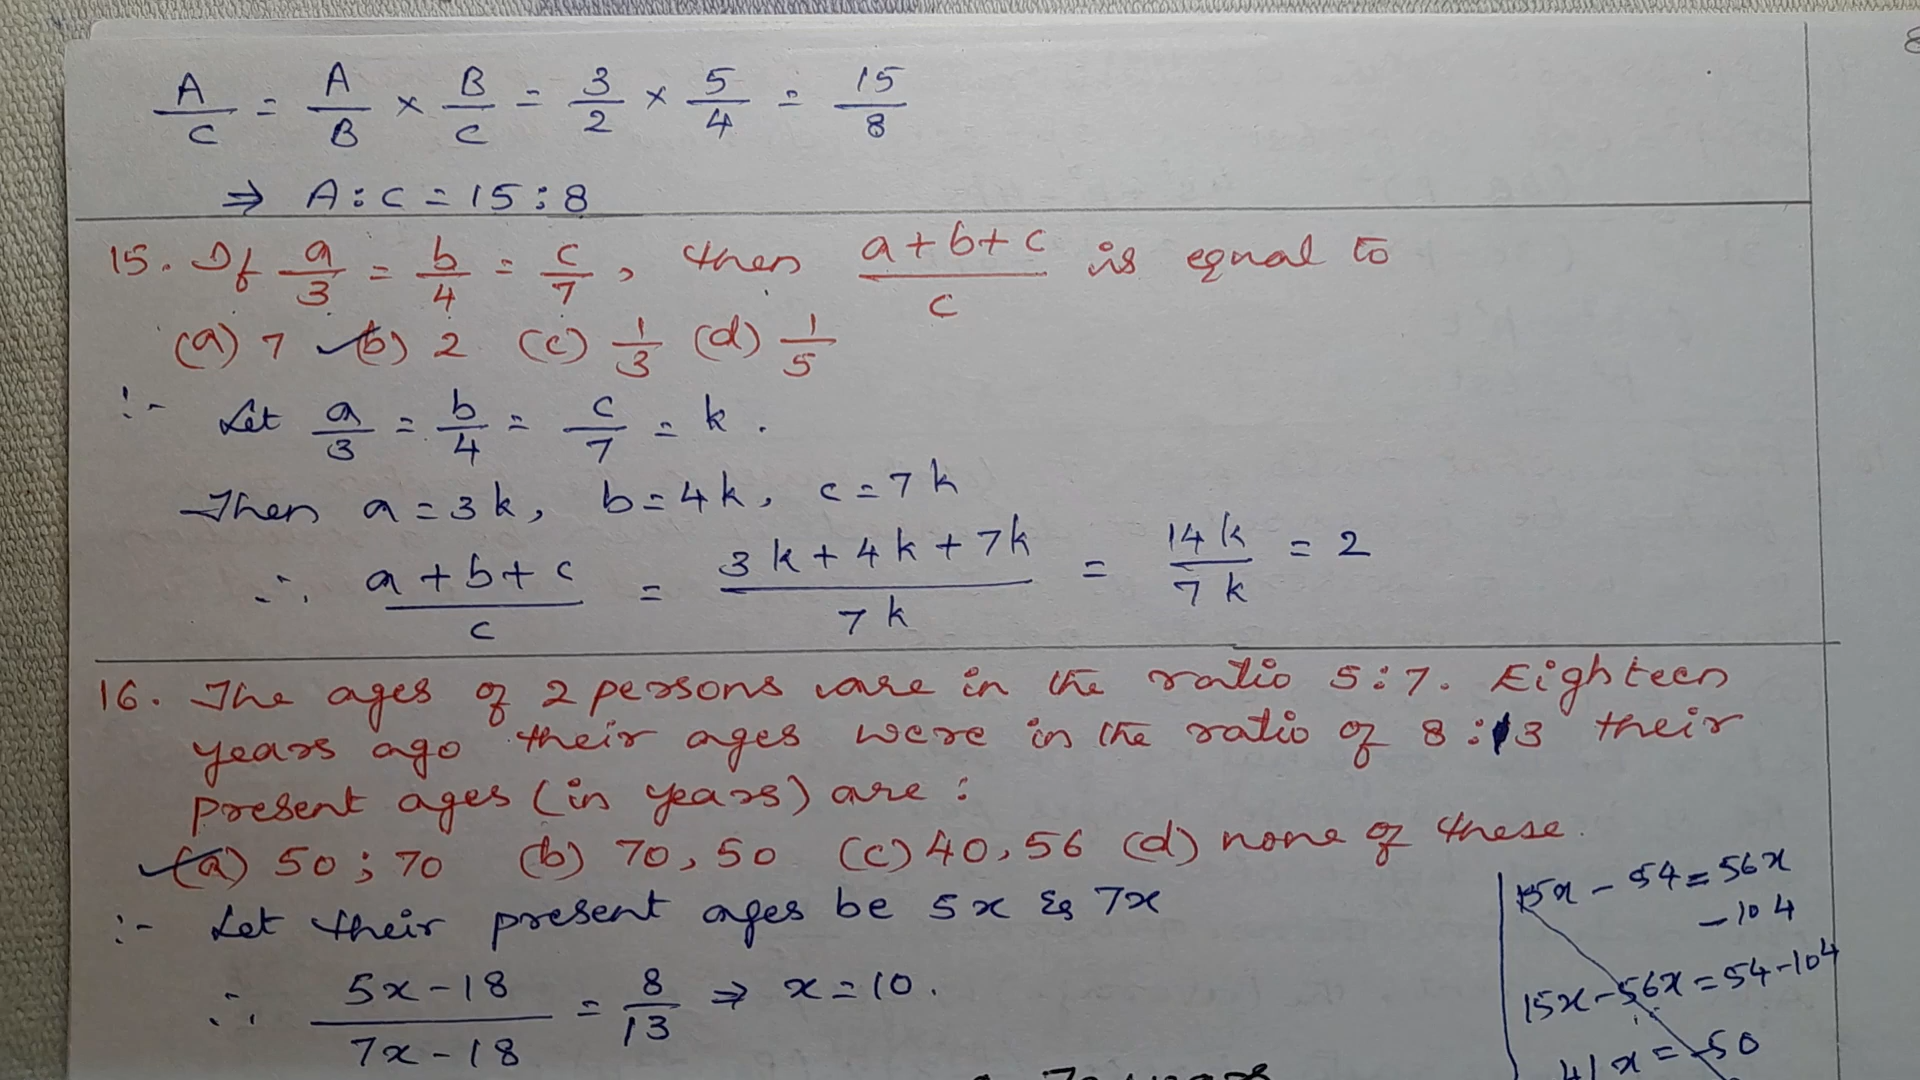 A/C = A/B × B/C = 3/2 × 5/4 = 15/8
⇒ A:C = 15:8
15. If a/3 = b/4 = c/7, then (a+b+c)/c is equal to
(a) 7 (b) 2 (c) 1/3 (d) 1/5
:- Let a/3 = b/4 = c/7 = k.
Then a=3k, b=4k, c=7k
∴ (a+b+c)/c = (3k+4k+7k)/7k = 14k/7k = 2
16. The ages of 2 persons are in the ratio 5:7. Eighteen
years ago their ages were in the ratio of 8:13 their
present ages (in years) are:
(a) 50; 70 (b) 70, 50 (c) 40, 56 (d) none of these.
:- Let their present ages be 5x & 7x
∴ (5x-18)/(7x-18) = 8/13 ⇒ x=10.
15x - 54 = 56x
-104
15x-56x = 54-104
41x = -50